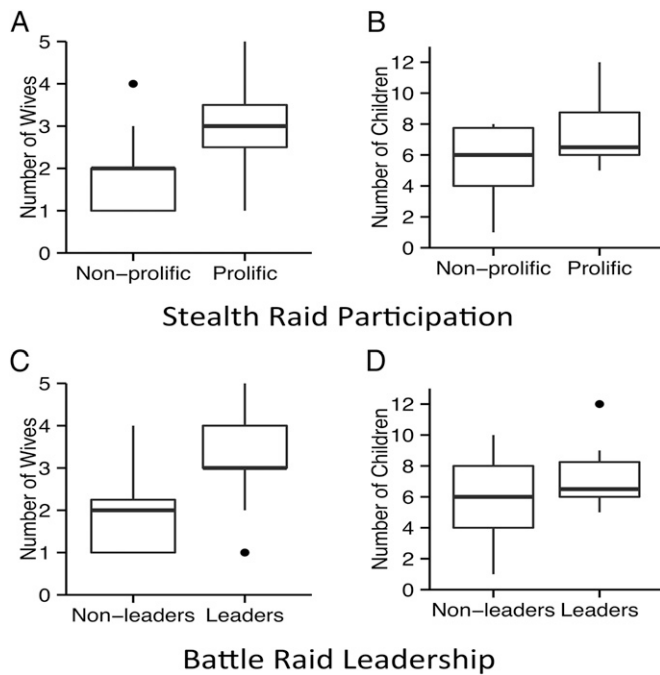 A
Number of Wives
5
4
3
2
1
0
Non-prolific Prolific
B
Number of Children
12
10
8
6
4
2
0
Non-prolific Prolific
Stealth Raid Participation
C
Number of Wives
5
4
3
2
1
0
Non-leaders Leaders
D
Number of Children
12
10
8
6
4
2
0
Non-leaders Leaders
Battle Raid Leadership